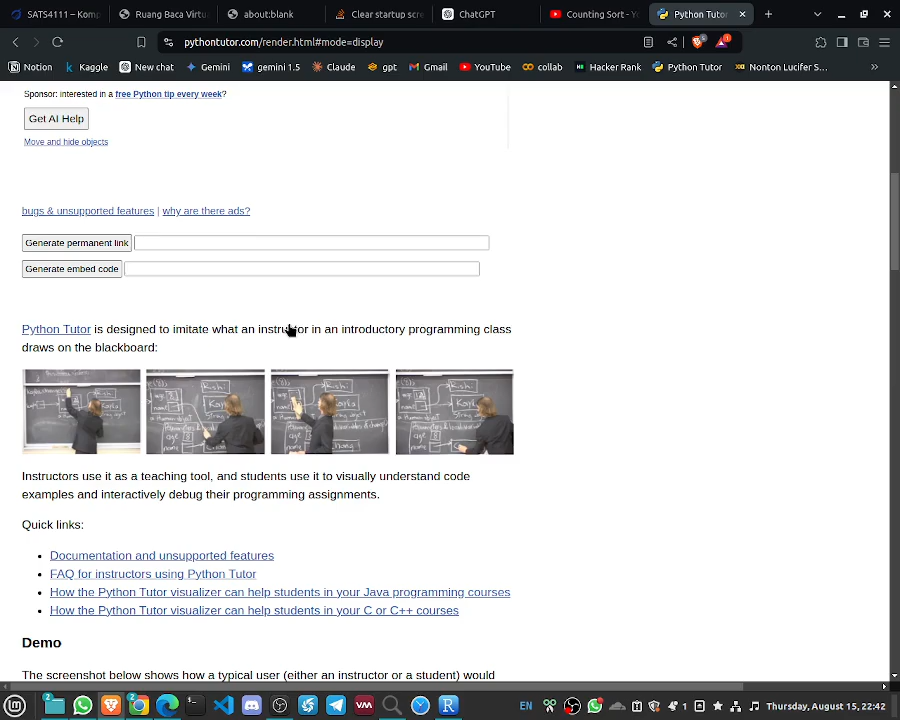 SATS4111 – Komp
Ruang Baca Virtu
about:blank
Clear startup scre
ChatGPT
Counting Sort - Yo
Python Tutor
pythontutor.com/render.html#mode=display
Notion
Kaggle
New chat
Gemini
gemini 1.5
Claude
gpt
Gmail
YouTube
collab
Hacker Rank
Python Tutor
Nonton Lucifer S...
Sponsor: interested in a free Python tip every week?
Get AI Help
Move and hide objects
bugs & unsupported features | why are there ads?
Generate permanent link
Generate embed code
Python Tutor is designed to imitate what an instructor in an introductory programming class
draws on the blackboard:
Instructors use it as a teaching tool, and students use it to visually understand code
examples and interactively debug their programming assignments.
Quick links:
• Documentation and unsupported features
• FAQ for instructors using Python Tutor
• How the Python Tutor visualizer can help students in your Java programming courses
• How the Python Tutor visualizer can help students in your C or C++ courses
Demo
The screenshot below shows how a typical user (either an instructor or a student) would
EN
1
Thursday, August 15, 22:42